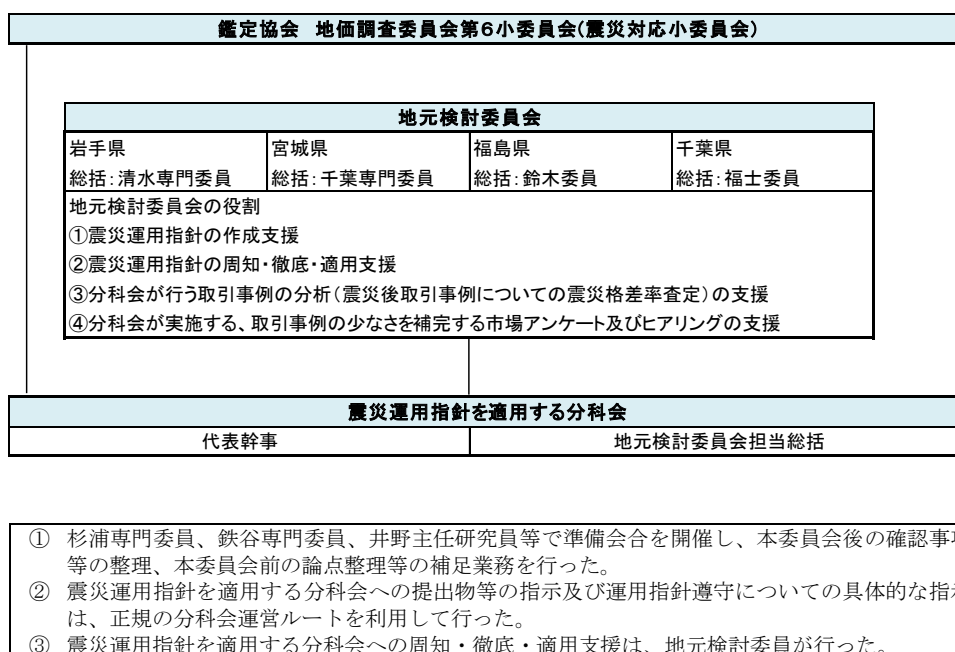 鑑定協会 地価調査委員会第6小委員会(震災対応小委員会)
地元検討委員会
岩手県 宮城県 福島県 千葉県
総括:清水専門委員 総括:千葉専門委員 総括:鈴木委員 総括:福士委員
地元検討委員会の役割
①震災運用指針の作成支援
②震災運用指針の周知・徹底・適用支援
③分科会が行う取引事例の分析(震災後取引事例についての震災格差率査定)の支援
④分科会が実施する、取引事例の少なさを補完する市場アンケート及びヒアリングの支援
震災運用指針を適用する分科会
代表幹事 地元検討委員会担当総括
① 杉浦専門委員、鉄谷専門委員、井野主任研究員等で準備会合を開催し、本委員会後の確認事
等の整理、本委員会前の論点整理等の補足業務を行った。
② 震災運用指針を適用する分科会への提出物等の指示及び運用指針遵守についての具体的な指
は、正規の分科会運営ルートを利用して行った。
③ 震災運用指針を適用する分科会への周知・徹底・適用支援は、地元検討委員が行った。